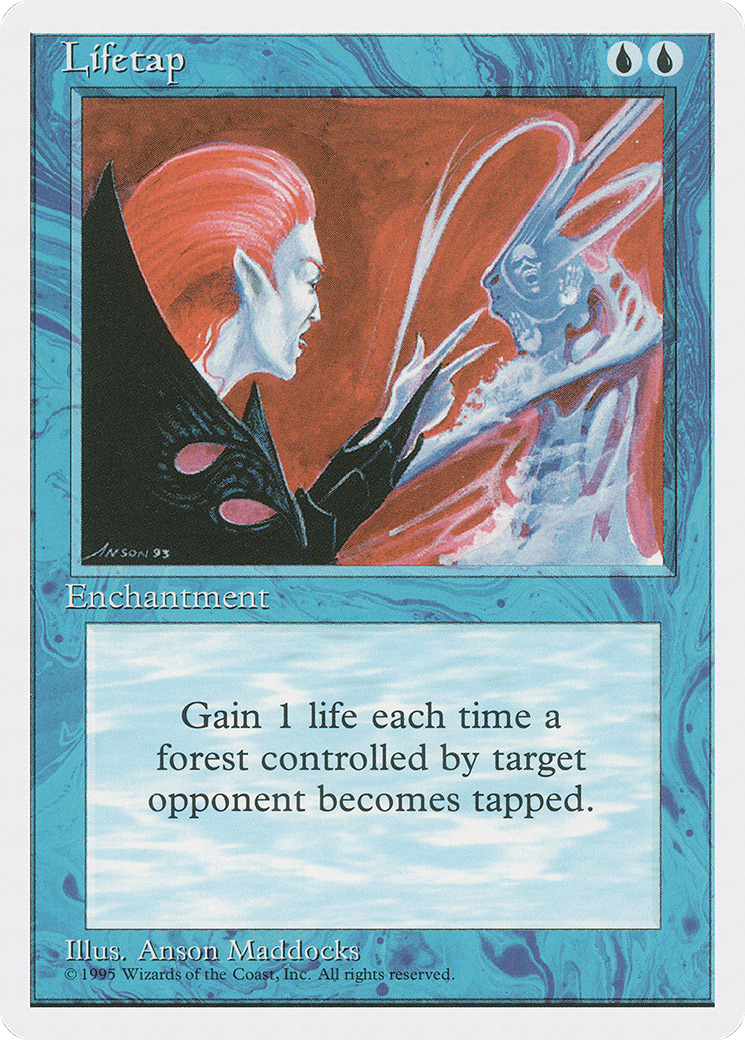 Lifetap
ANSON 93
Enchantment
Gain 1 life each time a
forest controlled by target
opponent becomes tapped.
Illus. Anson Maddocks
© 1995 Wizards of the Coast, Inc. All rights reserved.